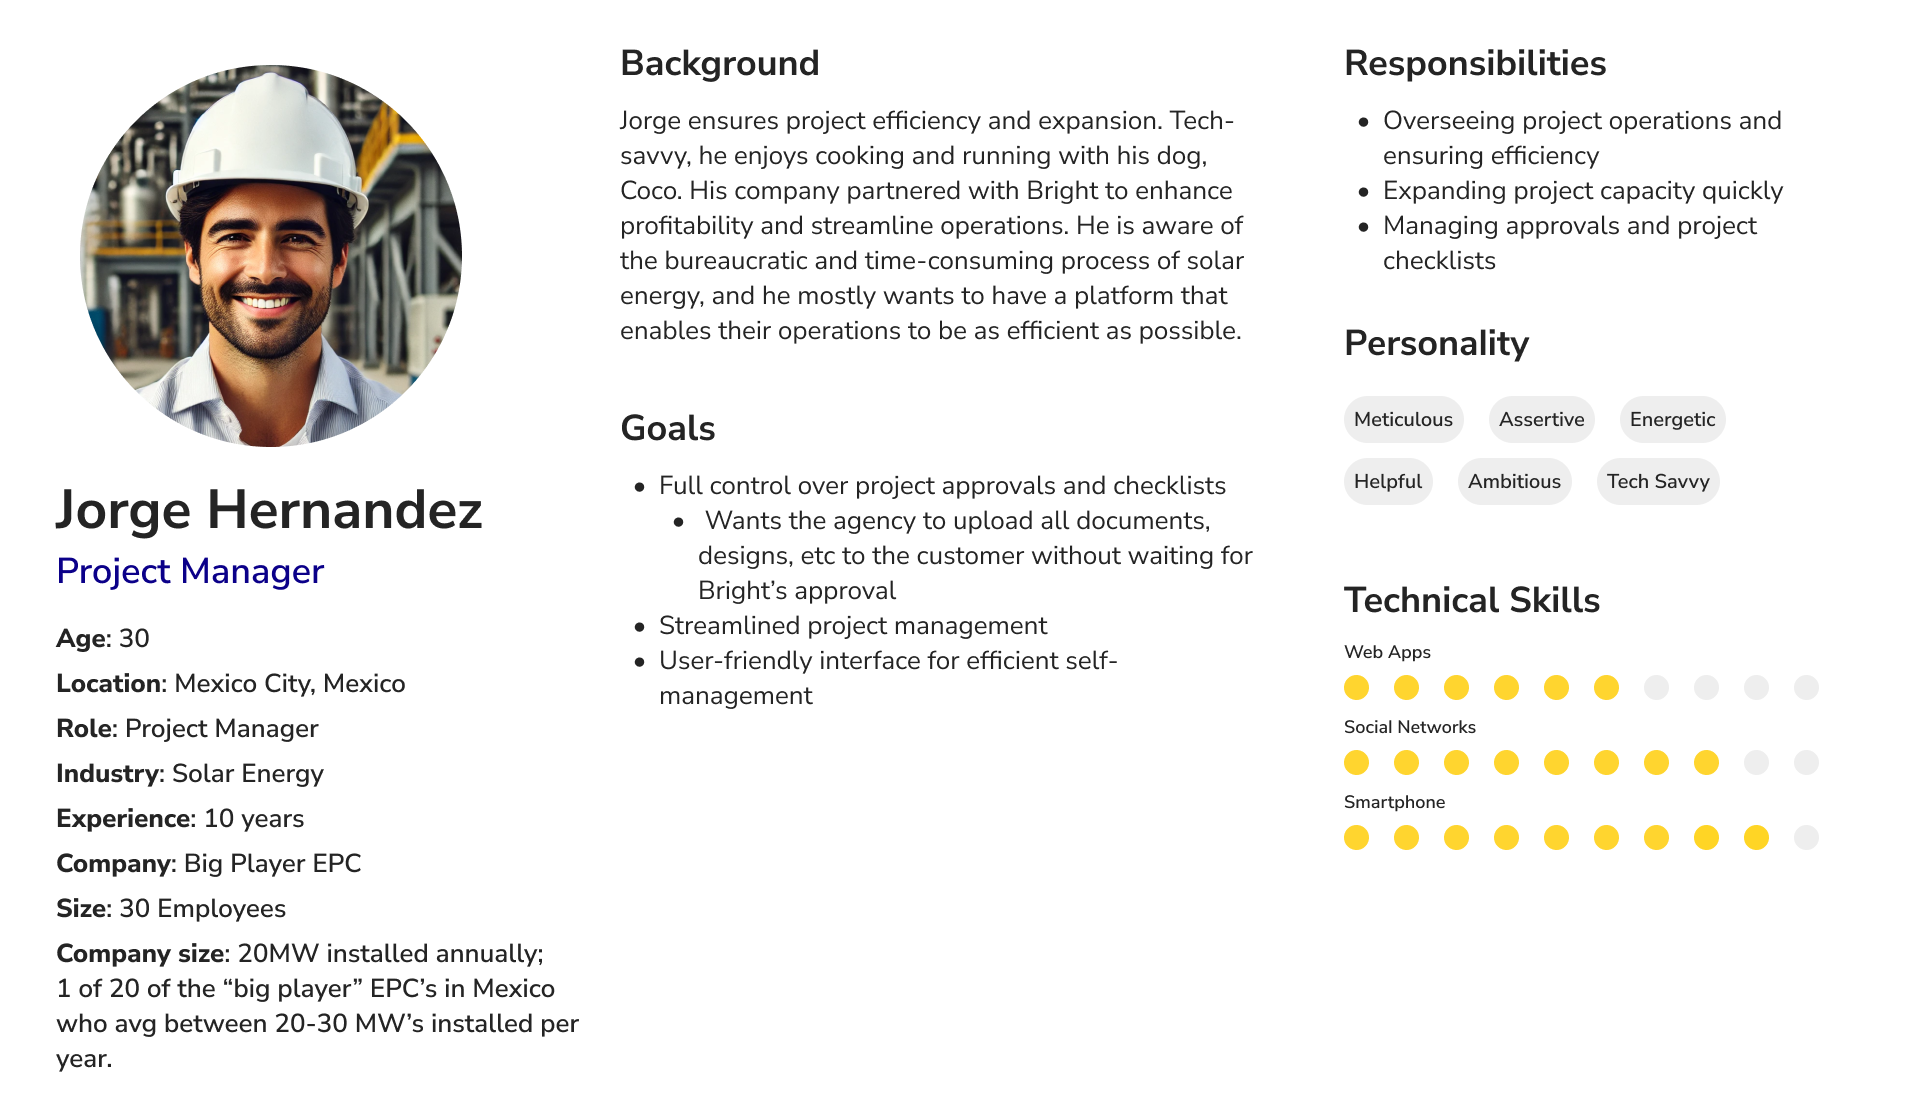 Jorge Hernandez
Project Manager
Age: 30
Location: Mexico City, Mexico
Role: Project Manager
Industry: Solar Energy
Experience: 10 years
Company: Big Player EPC
Size: 30 Employees
Company size: 20MW installed annually;
1 of 20 of the “big player” EPC’s in Mexico
who avg between 20-30 MW’s installed per
year.
Background
Jorge ensures project efficiency and expansion. Tech-
savvy, he enjoys cooking and running with his dog,
Coco. His company partnered with Bright to enhance
profitability and streamline operations. He is aware of
the bureaucratic and time-consuming process of solar
energy, and he mostly wants to have a platform that
enables their operations to be as efficient as possible.
Goals
• Full control over project approvals and checklists
• Wants the agency to upload all documents,
designs, etc to the customer without waiting for
Bright’s approval
• Streamlined project management
• User-friendly interface for efficient self-
management
Responsibilities
• Overseeing project operations and
ensuring efficiency
• Expanding project capacity quickly
• Managing approvals and project
checklists
Personality
Meticulous Assertive Energetic
Helpful Ambitious Tech Savvy
Technical Skills
Web Apps
Social Networks
Smartphone